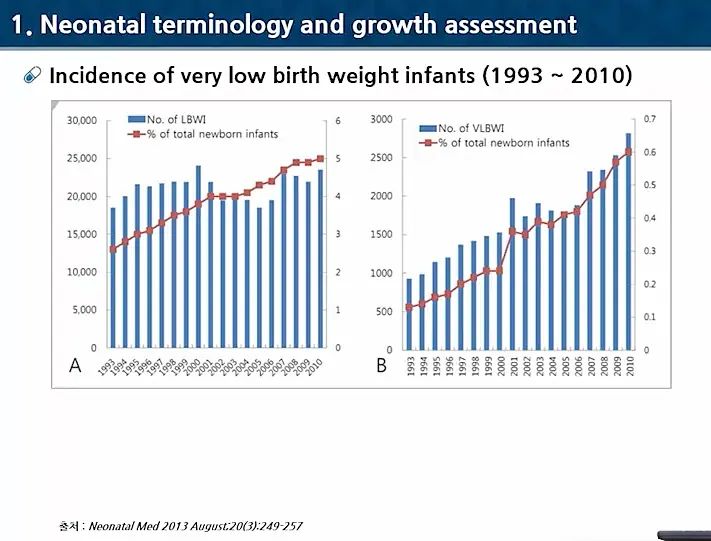 1. Neonatal terminology and growth assessment
Incidence of very low birth weight infants (1993 ~ 2010)
No. of LBWI
% of total newborn infants
30,000
25,000
20,000
15,000
10,000
5,000
0
6
5
4
3
2
1
0
A
1993 1994 1995 1996 1997 1998 1999 2000 2001 2002 2003 2004 2005 2006 2007 2008 2009 2010
No. of VLBWI
% of total newborn infants
3000
2500
2000
1500
1000
500
0
0.7
0.6
0.5
0.4
0.3
0.2
0.1
0
B
1993 1994 1995 1996 1997 1998 1999 2000 2001 2002 2003 2004 2005 2006 2007 2008 2009 2010
출처 : Neonatal Med 2013 August;20(3):249-257